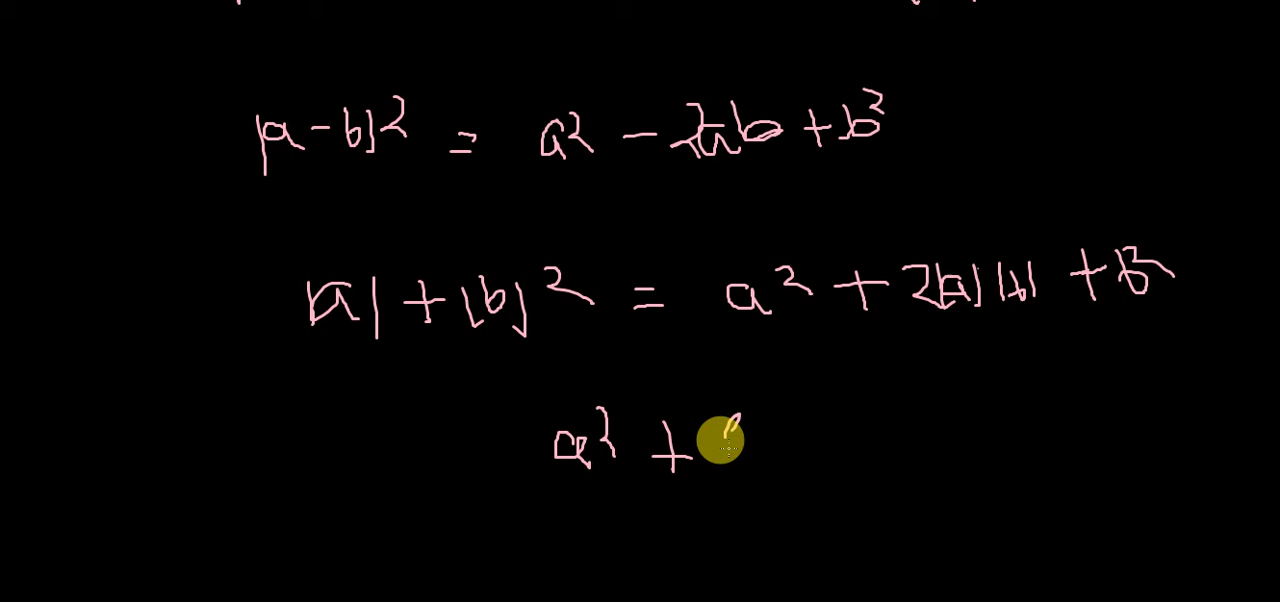 |a - b|² = a² - 2ab + b²
|a| + |b|² = a² + 2|a||b| + b²
a² +